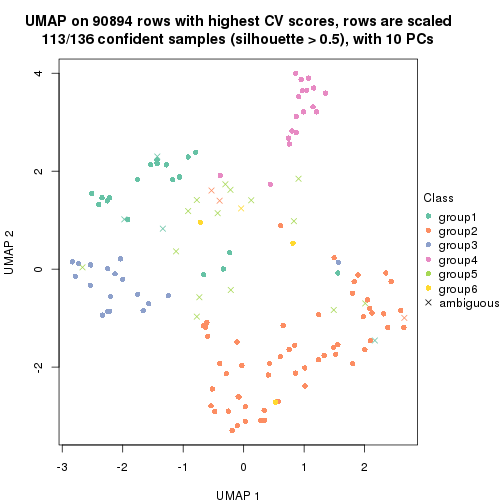 UMAP on 90894 rows with highest CV scores, rows are scaled
113/136 confident samples (silhouette > 0.5), with 10 PCs
4
2
0
-2
UMAP 2
-3
-2
-1
0
1
2
UMAP 1
Class
group1
group2
group3
group4
group5
group6
ambiguous